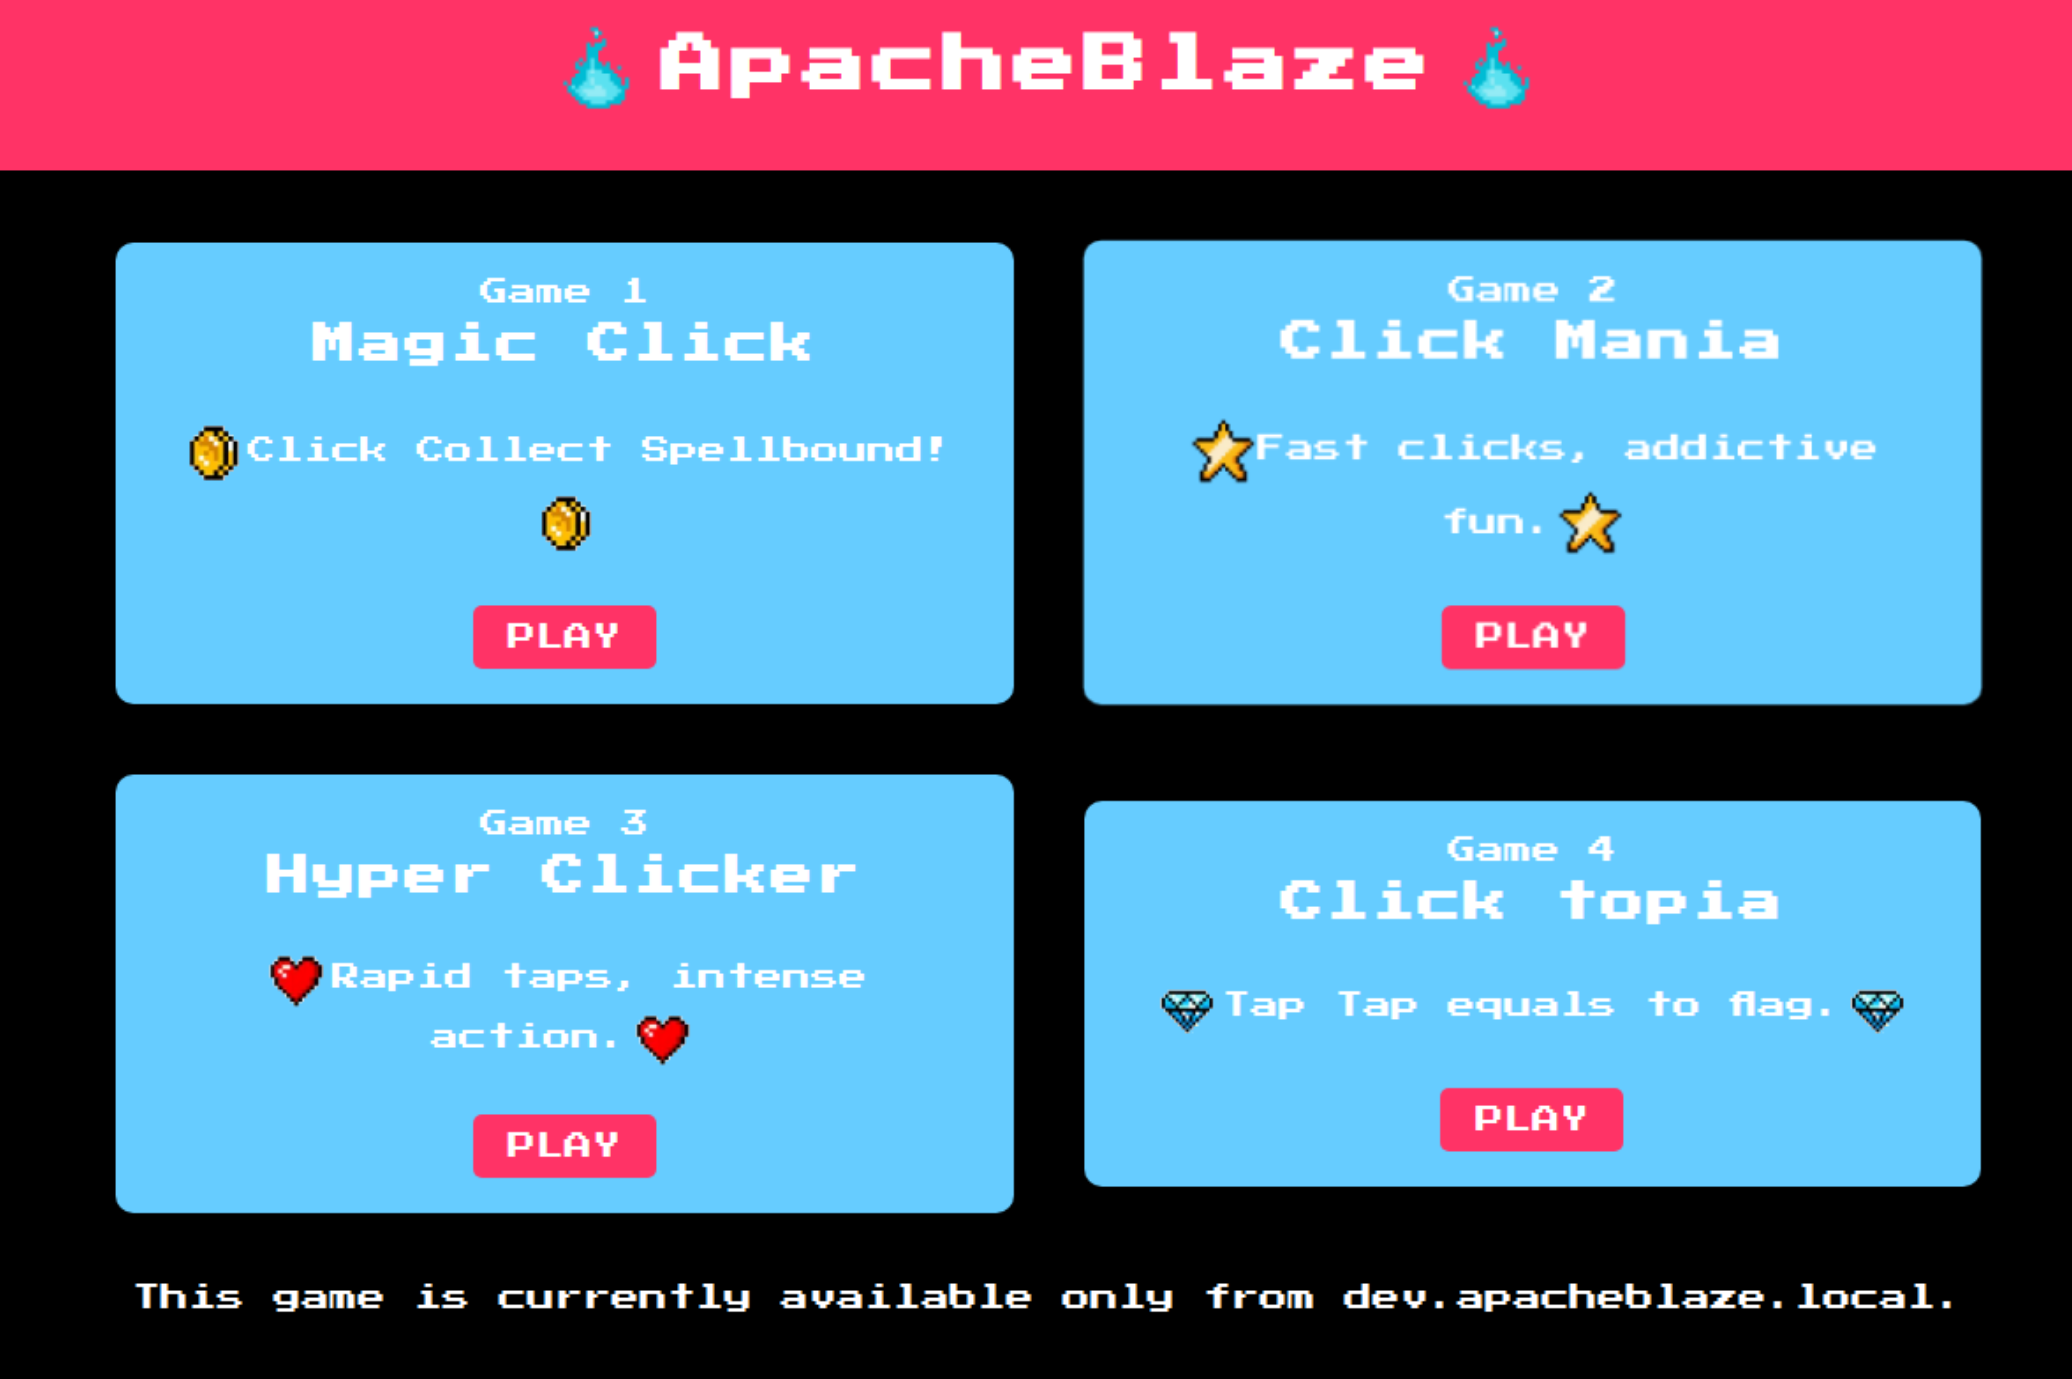 ApacheBlaze
Game 1
Magic Click
Click Collect Spellbound!
PLAY
Game 2
Click Mania
Fast clicks, addictive
fun.
PLAY
Game 3
Hyper Clicker
Rapid taps, intense
action.
PLAY
Game 4
Click topia
Tap Tap equals to flag.
PLAY
This game is currently available only from dev.apacheblaze.local.